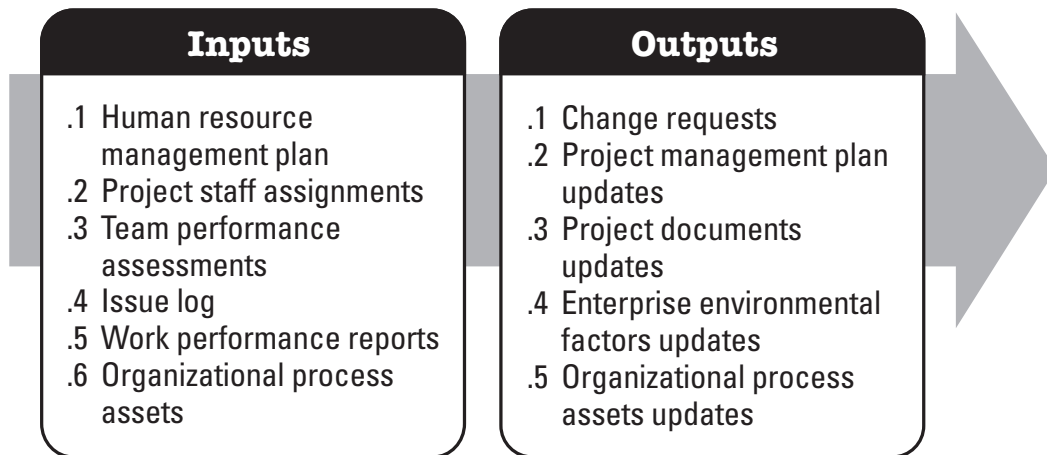 Inputs
.1 Human resource
management plan
.2 Project staff assignments
.3 Team performance
assessments
.4 Issue log
.5 Work performance reports
.6 Organizational process
assets
Outputs
.1 Change requests
.2 Project management plan
updates
.3 Project documents
updates
.4 Enterprise environmental
factors updates
.5 Organizational process
assets updates